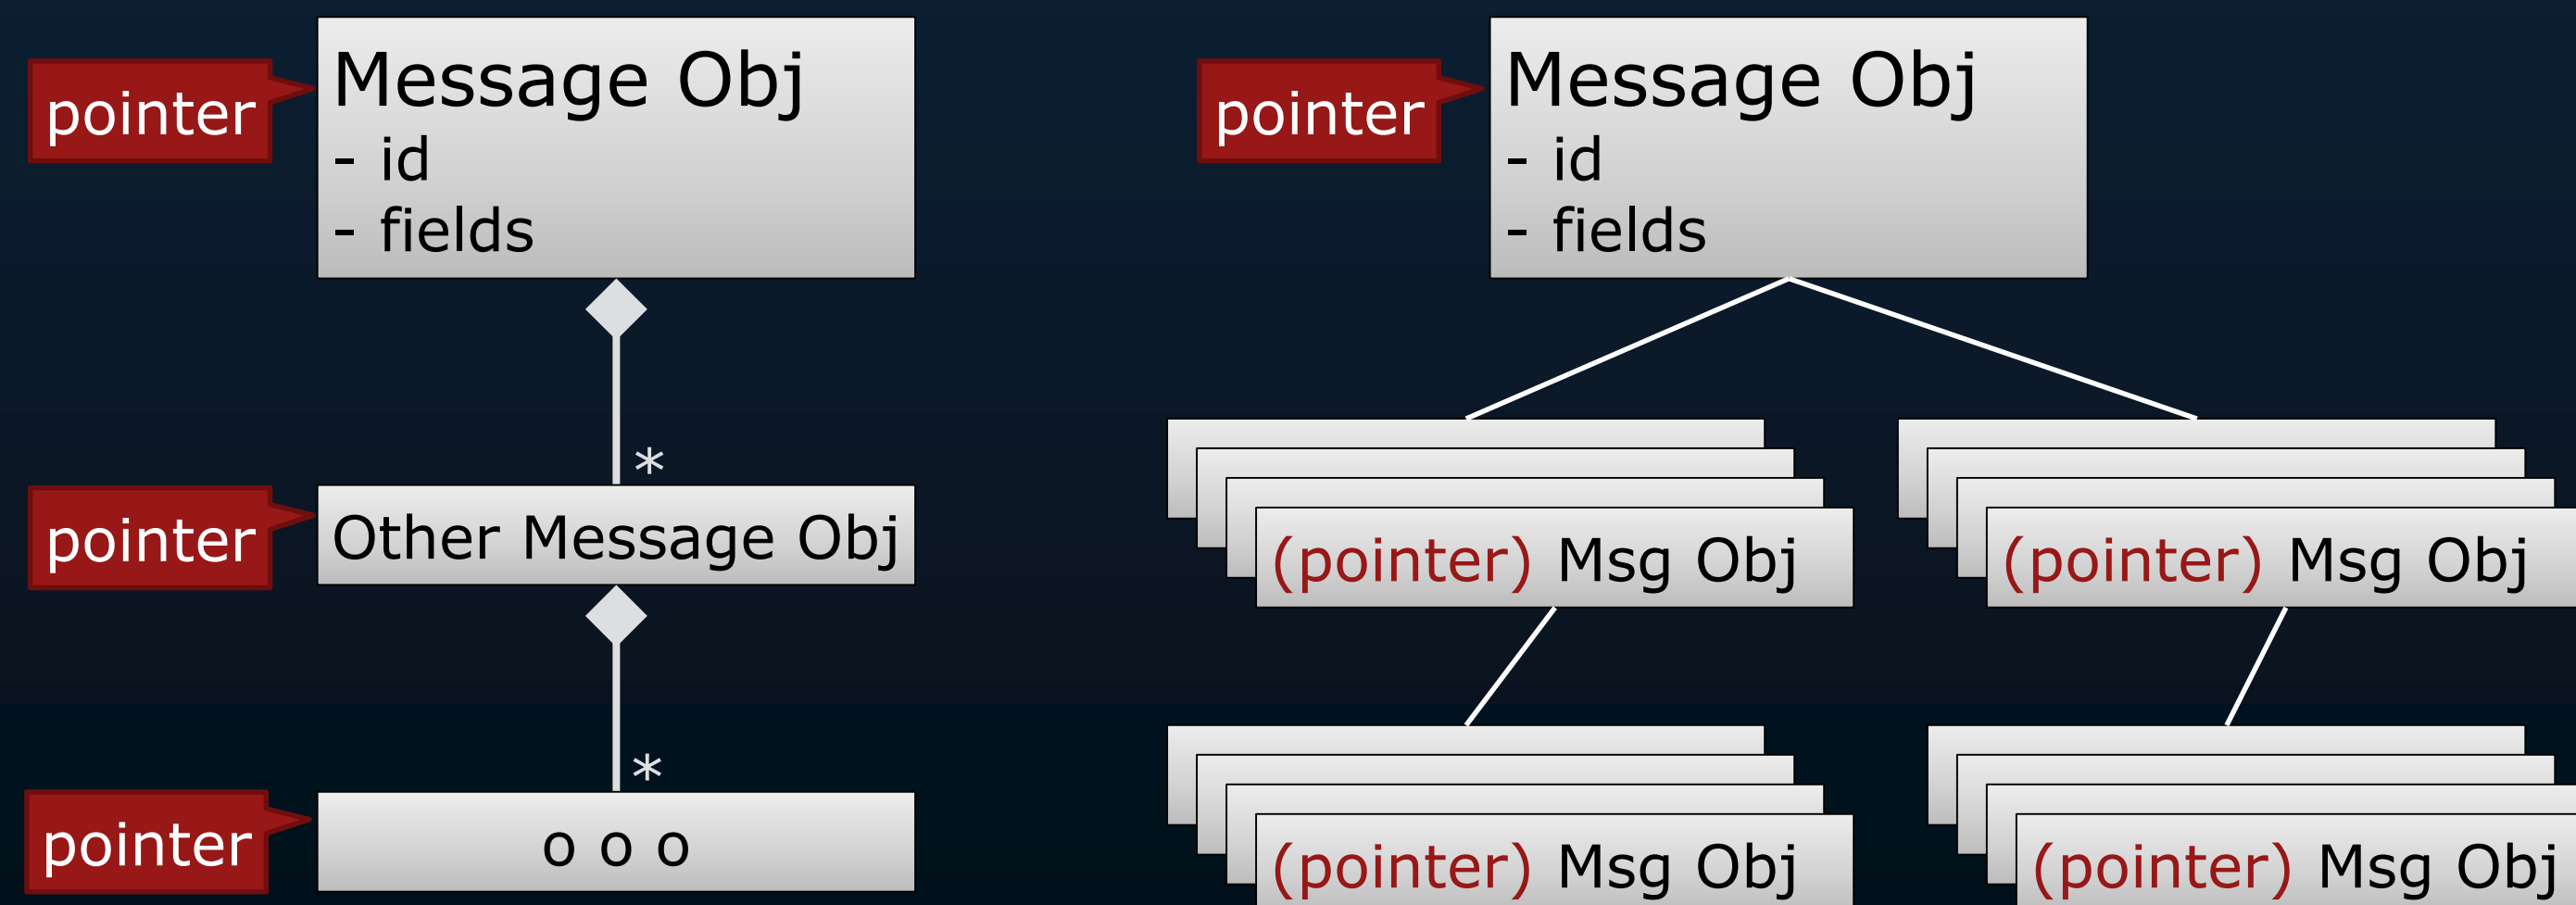 pointer
Message Obj
- id
- fields
*
pointer
Other Message Obj
*
pointer
o o o
pointer
Message Obj
- id
- fields
(pointer) Msg Obj
(pointer) Msg Obj
(pointer) Msg Obj
(pointer) Msg Obj